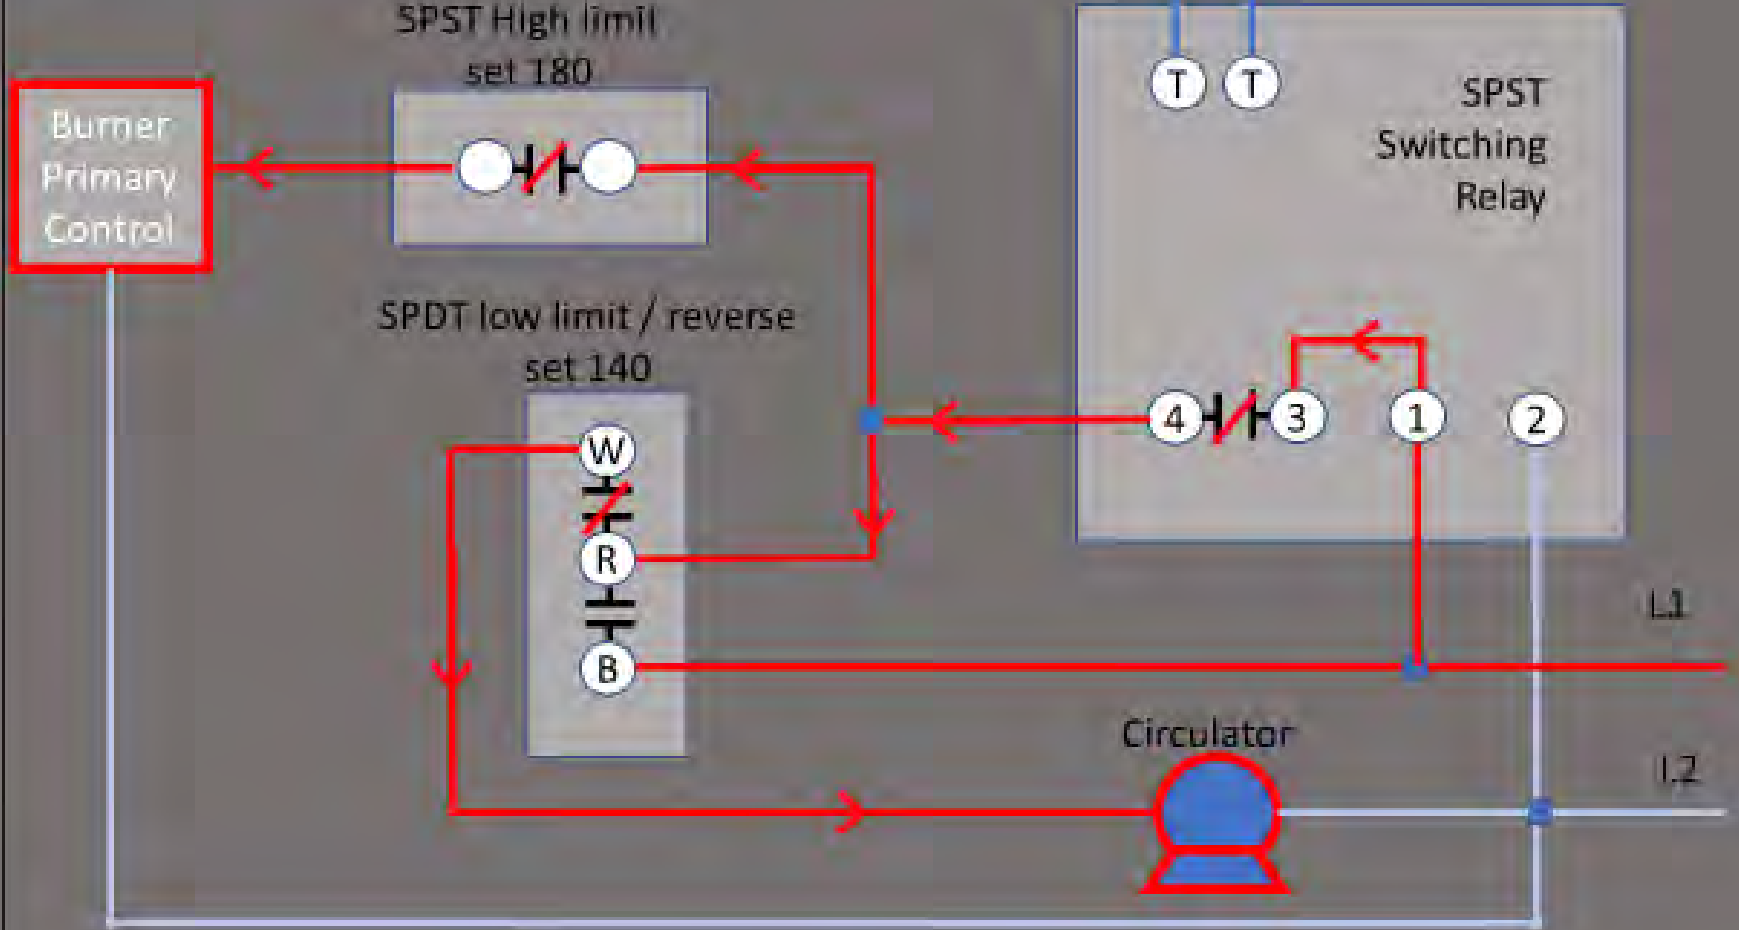 SPST High limit
set 180
T T
SPST
Switching
Relay
Burner
Primary
Control
SPDT low limit / reverse
set 140
4 3 1 2
W
R
B
L1
Circulator
L2